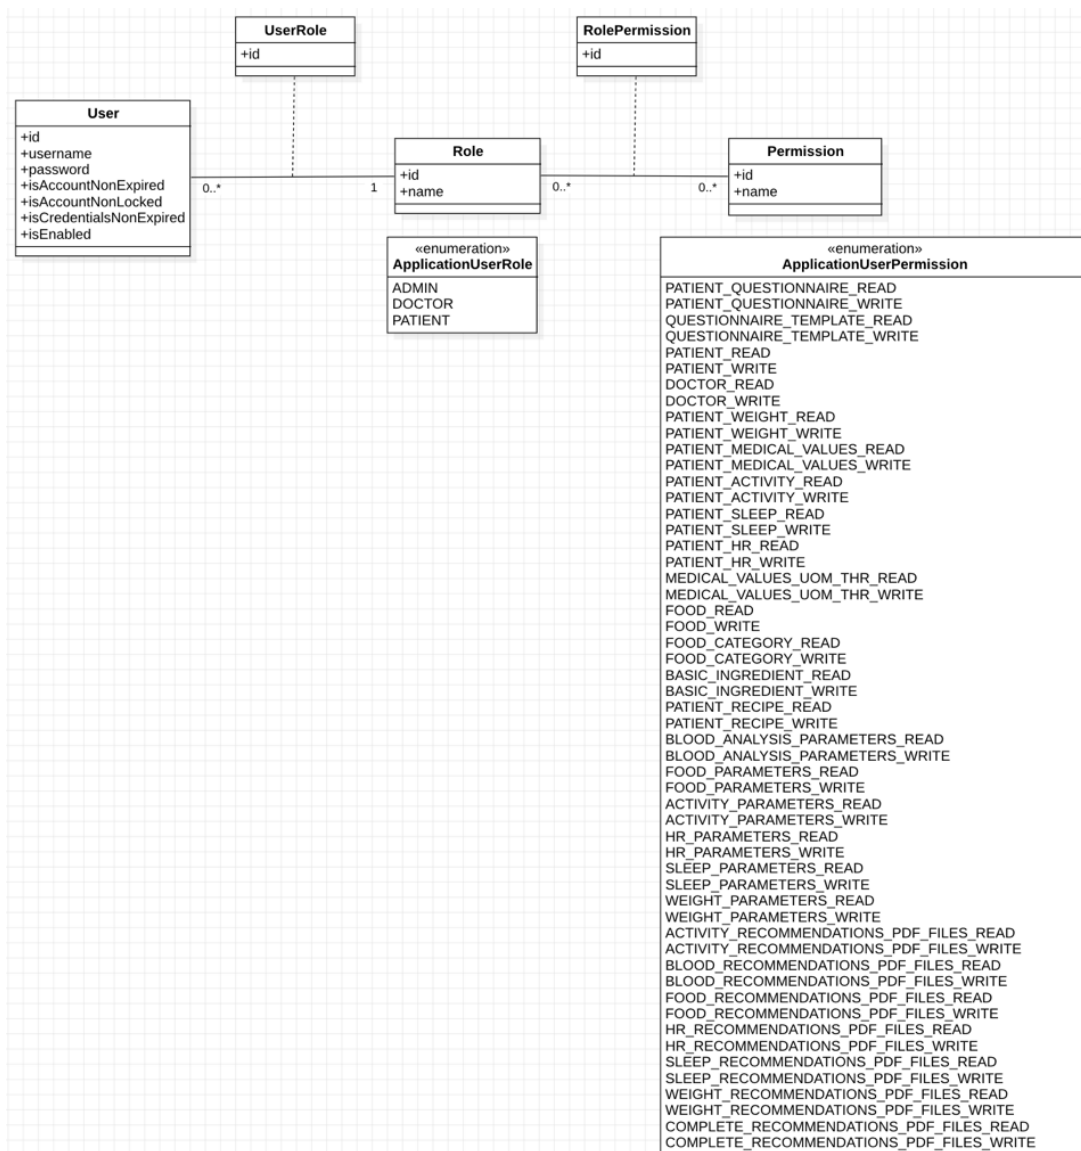 UserRole
+id
RolePermission
+id
User
+id
+username
+password
+isAccountNonExpired
+isAccountNonLocked
+isCredentialsNonExpired
+isEnabled
0..*
1
Role
+id
+name
0..*
0..*
Permission
+id
+name
«enumeration»
ApplicationUserRole
ADMIN
DOCTOR
PATIENT
«enumeration»
ApplicationUserPermission
PATIENT_QUESTIONNAIRE_READ
PATIENT_QUESTIONNAIRE_WRITE
QUESTIONNAIRE_TEMPLATE_READ
QUESTIONNAIRE_TEMPLATE_WRITE
PATIENT_READ
PATIENT_WRITE
DOCTOR_READ
DOCTOR_WRITE
PATIENT_WEIGHT_READ
PATIENT_WEIGHT_WRITE
PATIENT_MEDICAL_VALUES_READ
PATIENT_MEDICAL_VALUES_WRITE
PATIENT_ACTIVITY_READ
PATIENT_ACTIVITY_WRITE
PATIENT_SLEEP_READ
PATIENT_SLEEP_WRITE
PATIENT_HR_READ
PATIENT_HR_WRITE
MEDICAL_VALUES_UOM_THR_READ
MEDICAL_VALUES_UOM_THR_WRITE
FOOD_READ
FOOD_WRITE
FOOD_CATEGORY_READ
FOOD_CATEGORY_WRITE
BASIC_INGREDIENT_READ
BASIC_INGREDIENT_WRITE
PATIENT_RECIPE_READ
PATIENT_RECIPE_WRITE
BLOOD_ANALYSIS_PARAMETERS_READ
BLOOD_ANALYSIS_PARAMETERS_WRITE
FOOD_PARAMETERS_READ
FOOD_PARAMETERS_WRITE
ACTIVITY_PARAMETERS_READ
ACTIVITY_PARAMETERS_WRITE
HR_PARAMETERS_READ
HR_PARAMETERS_WRITE
SLEEP_PARAMETERS_READ
SLEEP_PARAMETERS_WRITE
WEIGHT_PARAMETERS_READ
WEIGHT_PARAMETERS_WRITE
ACTIVITY_RECOMMENDATIONS_PDF_FILES_READ
ACTIVITY_RECOMMENDATIONS_PDF_FILES_WRITE
BLOOD_RECOMMENDATIONS_PDF_FILES_READ
BLOOD_RECOMMENDATIONS_PDF_FILES_WRITE
FOOD_RECOMMENDATIONS_PDF_FILES_READ
FOOD_RECOMMENDATIONS_PDF_FILES_WRITE
HR_RECOMMENDATIONS_PDF_FILES_READ
HR_RECOMMENDATIONS_PDF_FILES_WRITE
SLEEP_RECOMMENDATIONS_PDF_FILES_READ
SLEEP_RECOMMENDATIONS_PDF_FILES_WRITE
WEIGHT_RECOMMENDATIONS_PDF_FILES_READ
WEIGHT_RECOMMENDATIONS_PDF_FILES_WRITE
COMPLETE_RECOMMENDATIONS_PDF_FILES_READ
COMPLETE_RECOMMENDATIONS_PDF_FILES_WRITE